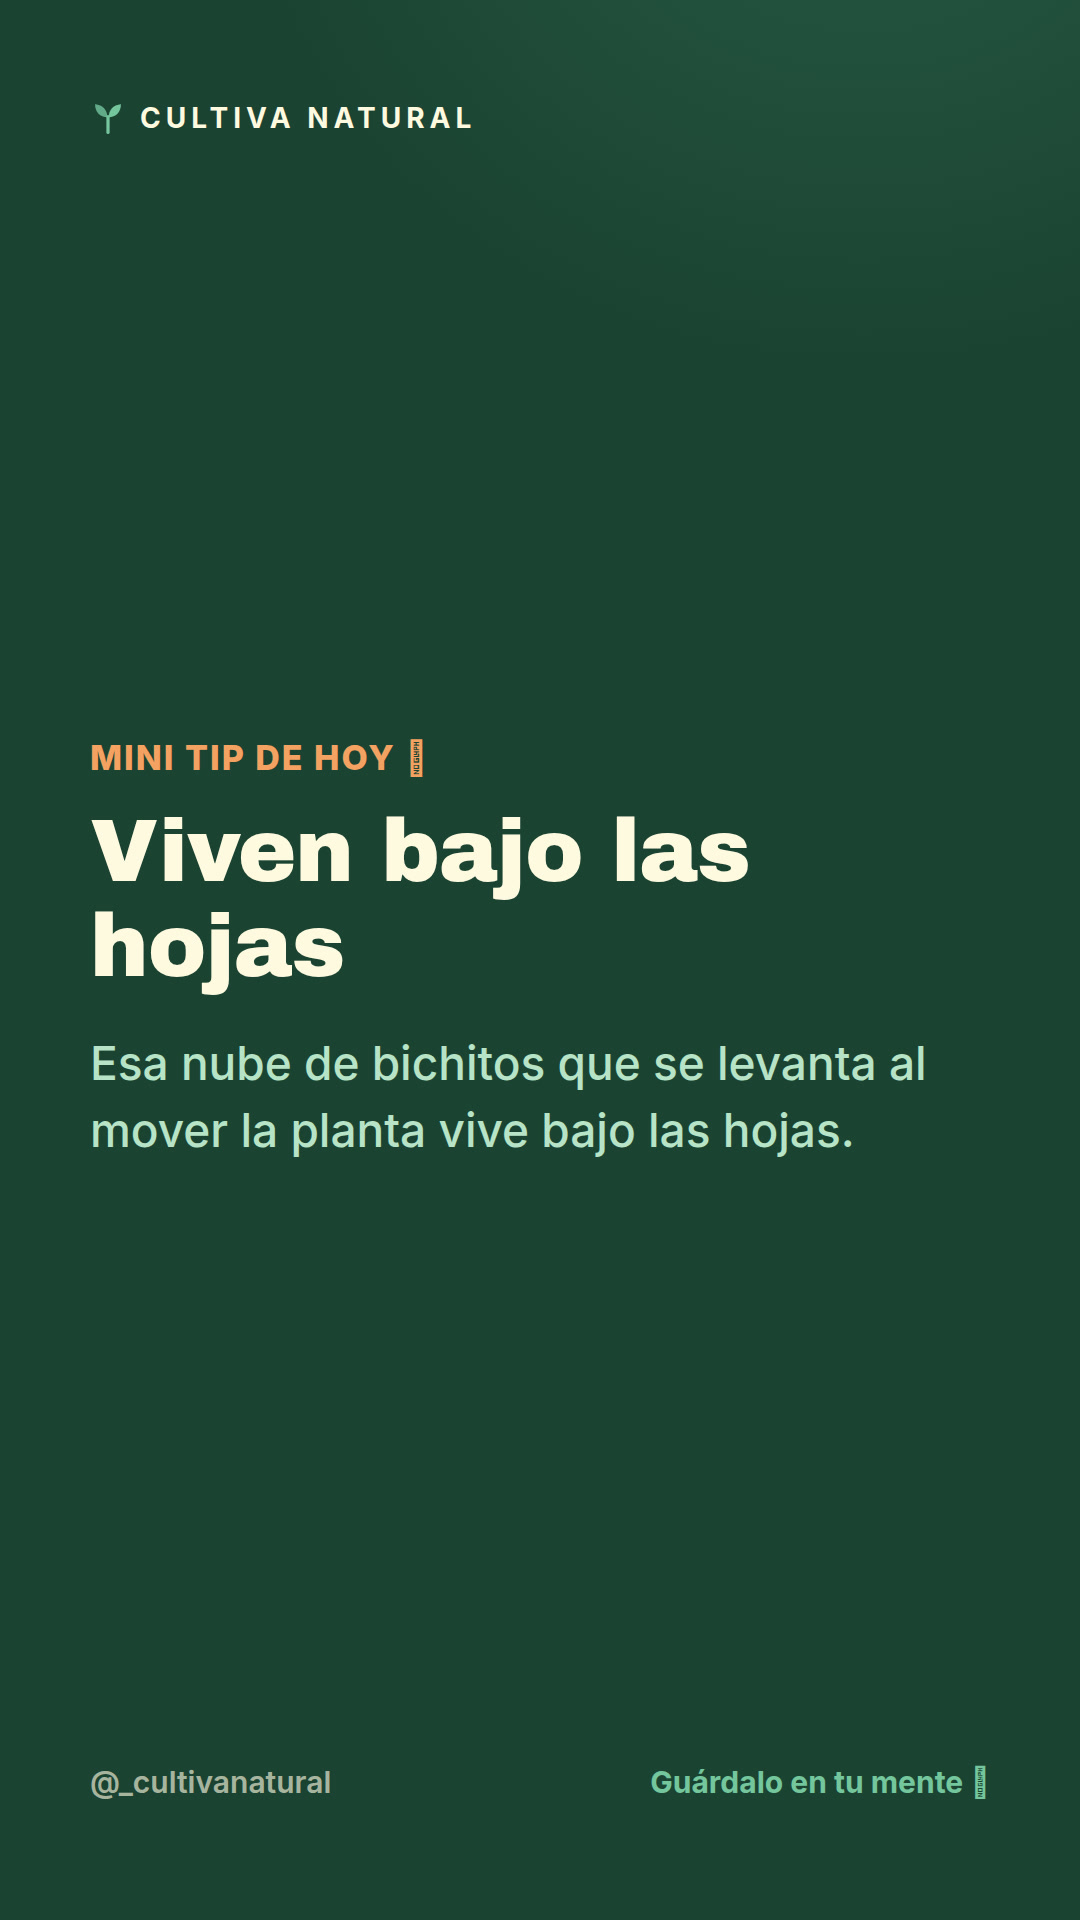 CULTIVA NATURAL
MINI TIP DE HOY
Viven bajo las
hojas
Esa nube de bichitos que se levanta al
mover la planta vive bajo las hojas.
@_cultivanatural
Guárdalo en tu mente